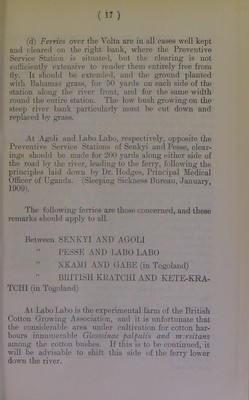 ( 17 )
(d) Ferries over the Volta are in all cases well kept
and cleared on the right bank, where the Preventive
Service Station is situated, but the clearing is not
sufficiently extensive to render them entirely free from
fly. It should be extended, and the ground planted
with Bahamas grass, for 50 yards on each side of the
station along the river front, and for the same width
round the entire station. The low bush growing on the
steep river bank particularly must be cut down and
replaced by grass.
At Agoli and Labo Labo, respectively, opposite the
Preventive Service Stations of Senkyi and Pesse, clear-
ings should be made for 200 yards along either side of
the road by the river, leading to the ferry, following the
principles laid down by Dr. Hodges, Principal Medical
Officer of Uganda. (Sleeping Sickness Bureau, January,
1909).
The following ferries are those concerned, and these
remarks should apply to all.
Between SENKYI AND AGOLI
" PESSE AND LABO LABO
" NKAMI AND GABE (in Togoland)
" BRITISH KRATCHI AND KETE-KRA-
TCHI (in Togoland)
At Labo Labo is the experimental farm of the British
Cotton Growing Association, and it is unfortunate that
the considerable area under cultivation for cotton har-
bours innumerable Glossinae palpalis and morsitans
among the cotton bushes. If this is to be continued, it
will be advisable to shift this side of the ferry lower
down the river.